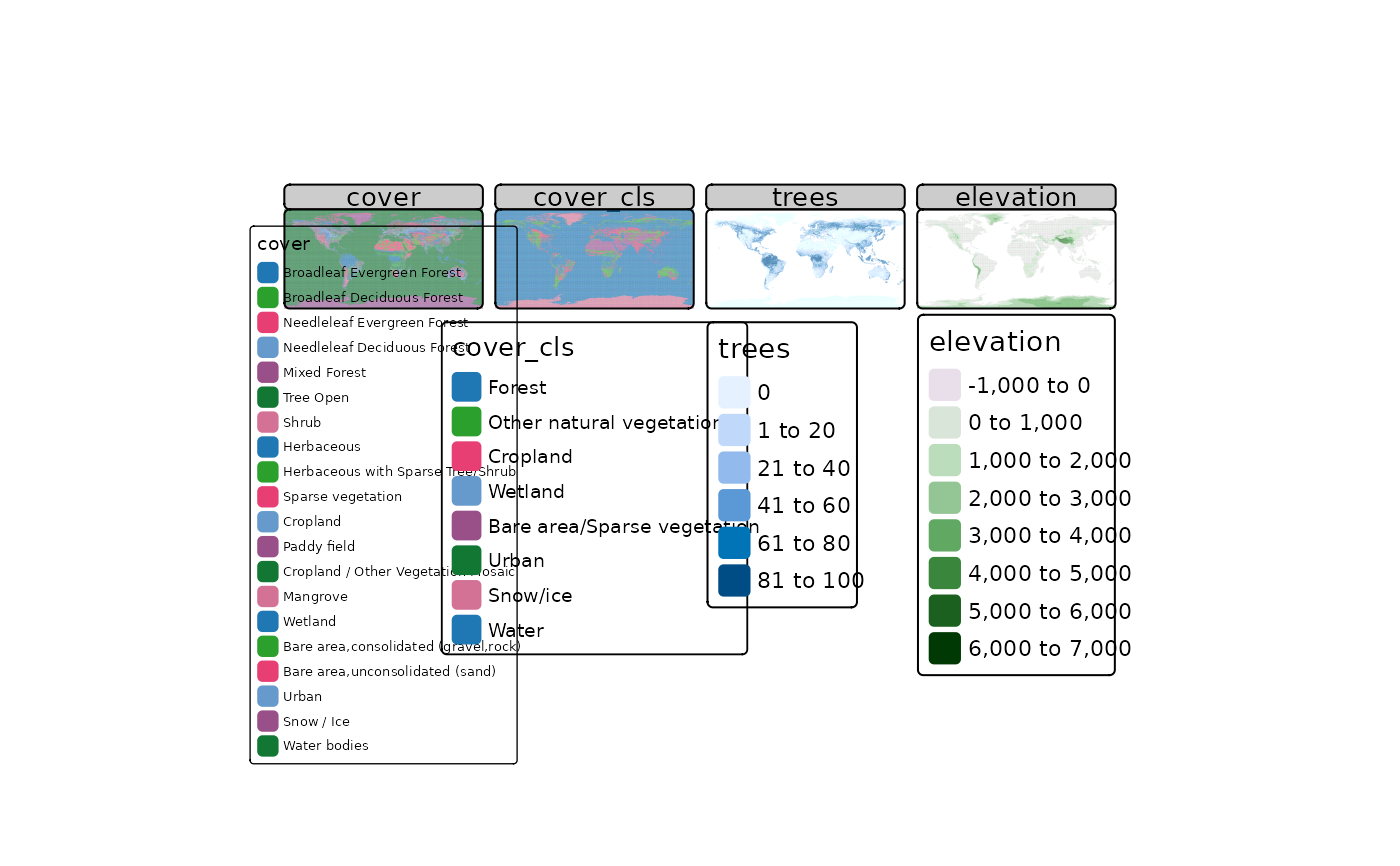 cover
cover_cls
trees
elevation
cover
Broadleaf Evergreen Forest
Broadleaf Deciduous Forest
Needleleaf Evergreen Forest
Needleleaf Deciduous Forest
Mixed Forest
Tree Open
Shrub
Herbaceous
Herbaceous with Sparse Tree/Shrub
Sparse vegetation
Cropland
Paddy field
Cropland / Other Vegetation Mosaic
Mangrove
Wetland
Bare area,consolidated (gravel,rock)
Bare area,unconsolidated (sand)
Urban
Snow / Ice
Water bodies
cover_cls
Forest
Other natural vegetation
Cropland
Wetland
Bare area/Sparse vegetation
Urban
Snow/ice
Water
trees
0
1 to 20
21 to 40
41 to 60
61 to 80
81 to 100
elevation
-1,000 to 0
0 to 1,000
1,000 to 2,000
2,000 to 3,000
3,000 to 4,000
4,000 to 5,000
5,000 to 6,000
6,000 to 7,000